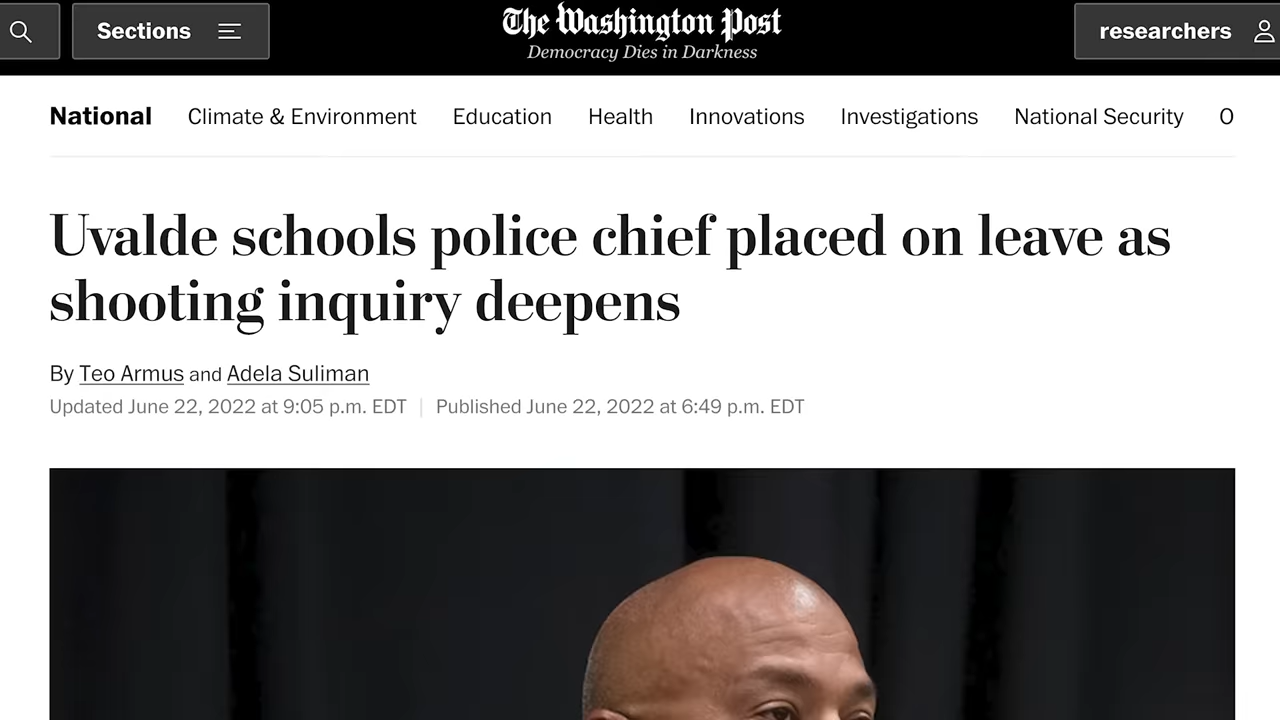 Sections
The Washington Post
Democracy Dies in Darkness
researchers
National Climate & Environment Education Health Innovations Investigations National Security O
Uvalde schools police chief placed on leave as
shooting inquiry deepens
By Teo Armus and Adela Suliman
Updated June 22, 2022 at 9:05 p.m. EDT | Published June 22, 2022 at 6:49 p.m. EDT